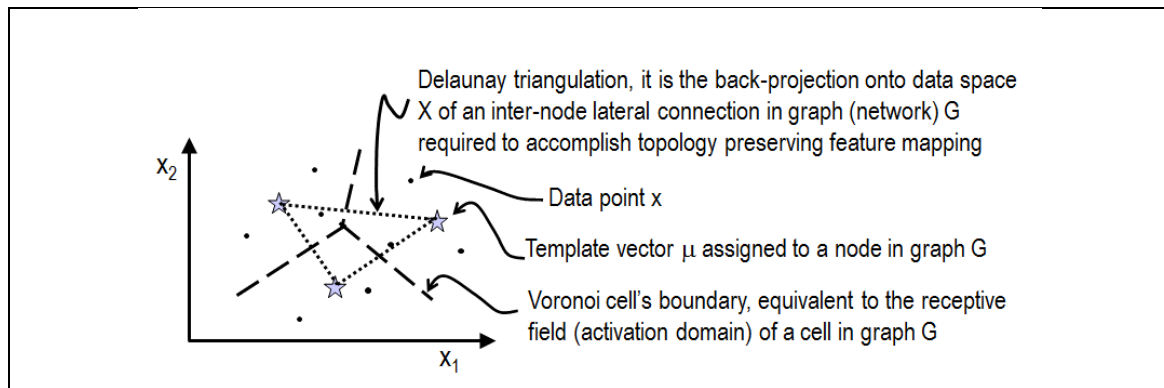 Delaunay triangulation, it is the back-projection onto data space
X of an inter-node lateral connection in graph (network) G
required to accomplish topology preserving feature mapping
X2
Data point x
Template vector μ assigned to a node in graph G
Voronoi cell's boundary, equivalent to the receptive
field (activation domain) of a cell in graph G
X1